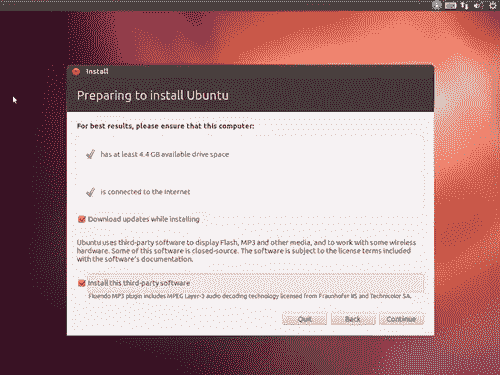 Install
Preparing to install Ubuntu
For best results, please ensure that this computer:
has at least 4.4 GB available drive space
is connected to the Internet
Download updates while installing
Ubuntu uses third-party software to display Flash, MP3 and other media, and to work with some wireless
hardware. Some of this software is closed-source. The software is subject to the license terms included
with the software's documentation.
Install this third-party software
Fluendo MP3 plugin includes MPEG Layer-3 audio decoding technology licensed from Fraunhofer IIS and Technicolor SA.
Quit Back Continue